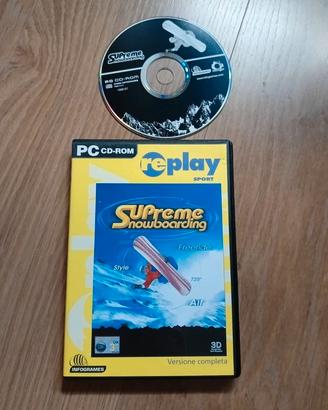 Supreme
Snowboarding
PC CD-ROM
PC CD-ROM
replay
SPORT
Supreme
Snowboarding
Freeride
Style
720°
Air
3D
INFOGRAMES
Versione completa